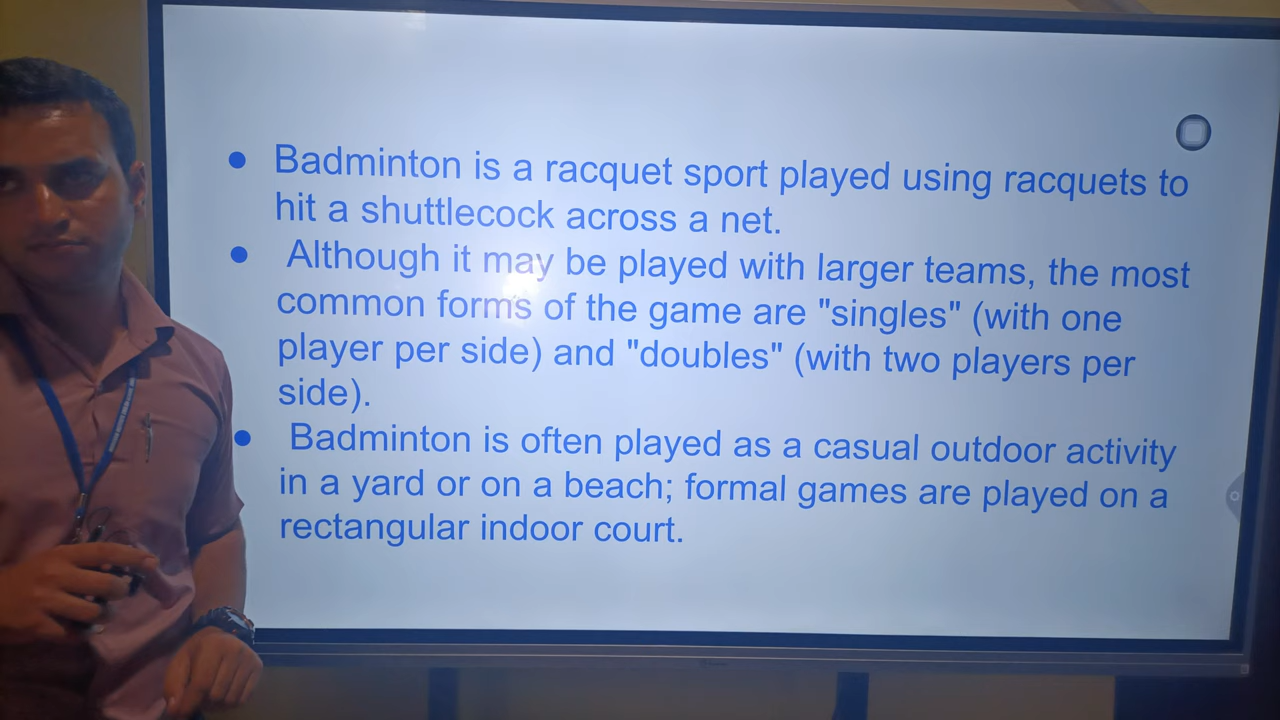 ● Badminton is a racquet sport played using racquets to
hit a shuttlecock across a net.
● Although it may be played with larger teams, the most
common forms of the game are "singles" (with one
player per side) and "doubles" (with two players per
side).
● Badminton is often played as a casual outdoor activity
in a yard or on a beach; formal games are played on a
rectangular indoor court.